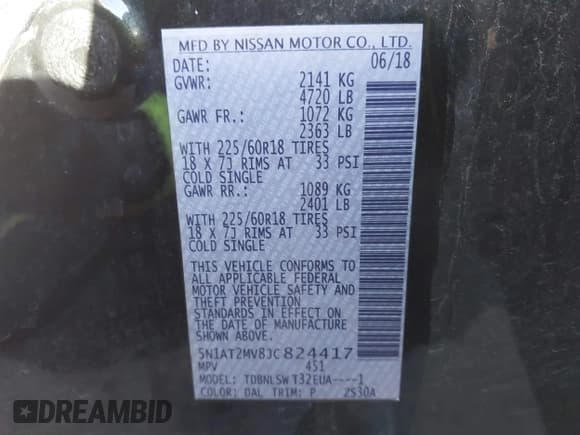 MFD BY NISSAN MOTOR CO., LTD.
DATE: 06/18
GVWR: 2141 KG
4720 LB
GAWR FR.: 1072 KG
2363 LB
WITH 225/60R18 TIRES
18 X 7J RIMS AT 33 PSI
COLD SINGLE
GAWR RR.: 1089 KG
2401 LB
WITH 225/60R18 TIRES
18 X 7J RIMS AT 33 PSI
COLD SINGLE
THIS VEHICLE CONFORMS TO
ALL APPLICABLE FEDERAL
MOTOR VEHICLE SAFETY AND
THEFT PREVENTION
STANDARDS IN EFFECT ON
THE DATE OF MANUFACTURE
SHOWN ABOVE.
5N1AT2MV8JC824417
MPV 451
MODEL: TDBNLSW T32EUA----1
COLOR: DAL TRIM: P 2S30A
DREAMBID